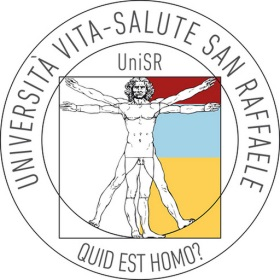 UNIVERSITÀ VITA-SALUTE SAN RAFFAELE
UniSR
QUID EST HOMO?